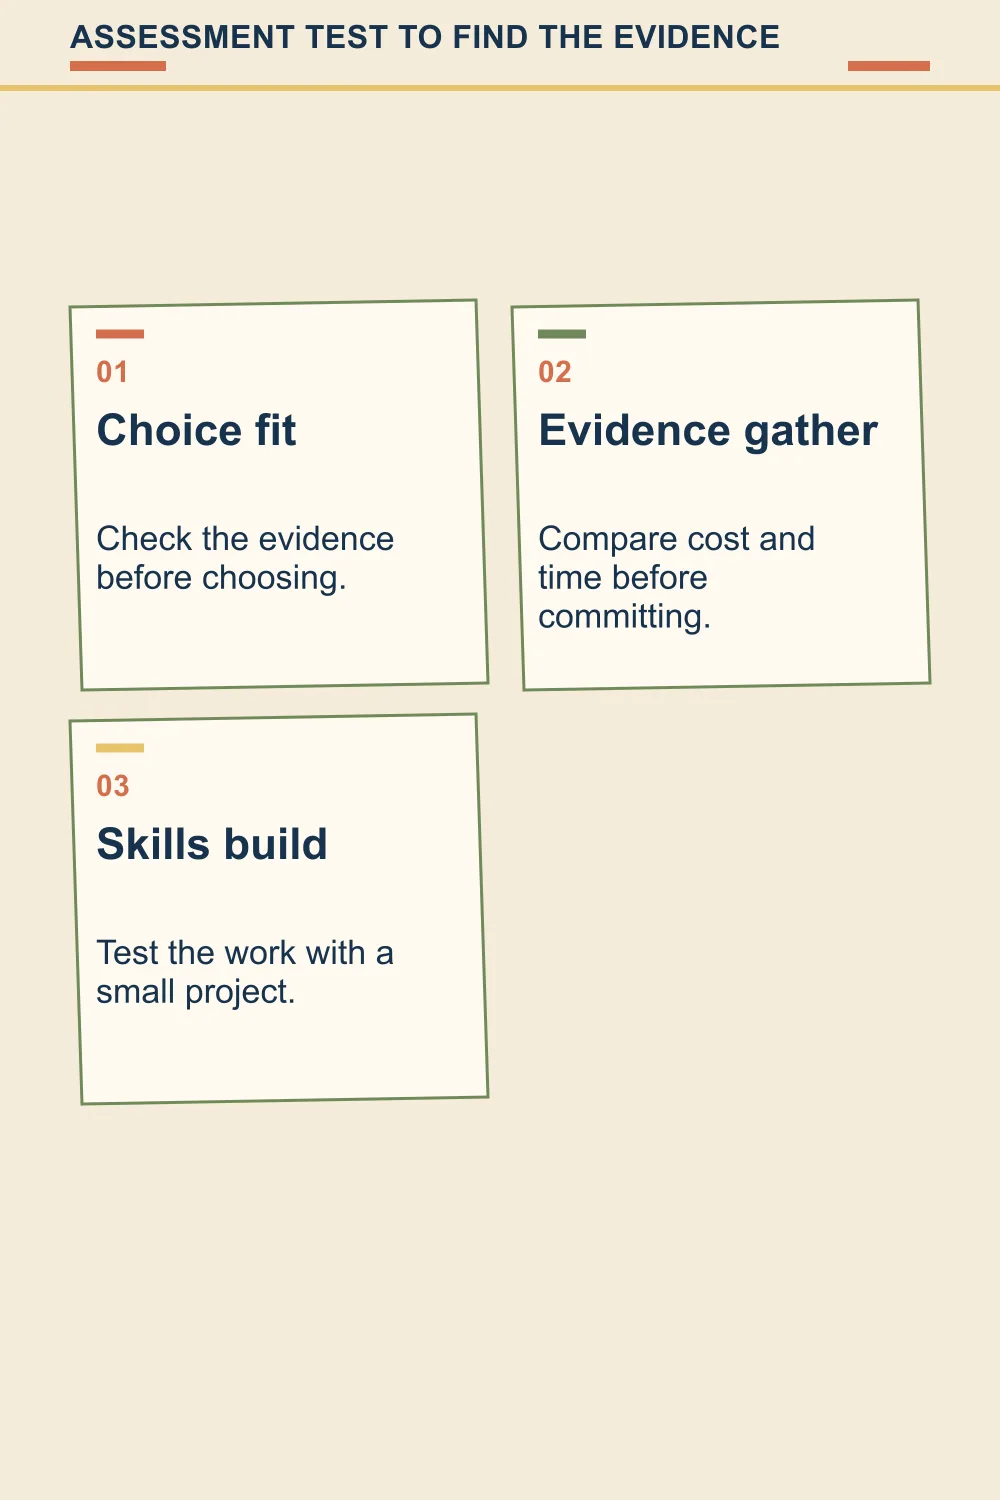 ASSESSMENT TEST TO FIND THE EVIDENCE
01
Choice fit
Check the evidence
before choosing.
02
Evidence gather
Compare cost and
time before
committing.
03
Skills build
Test the work with a
small project.